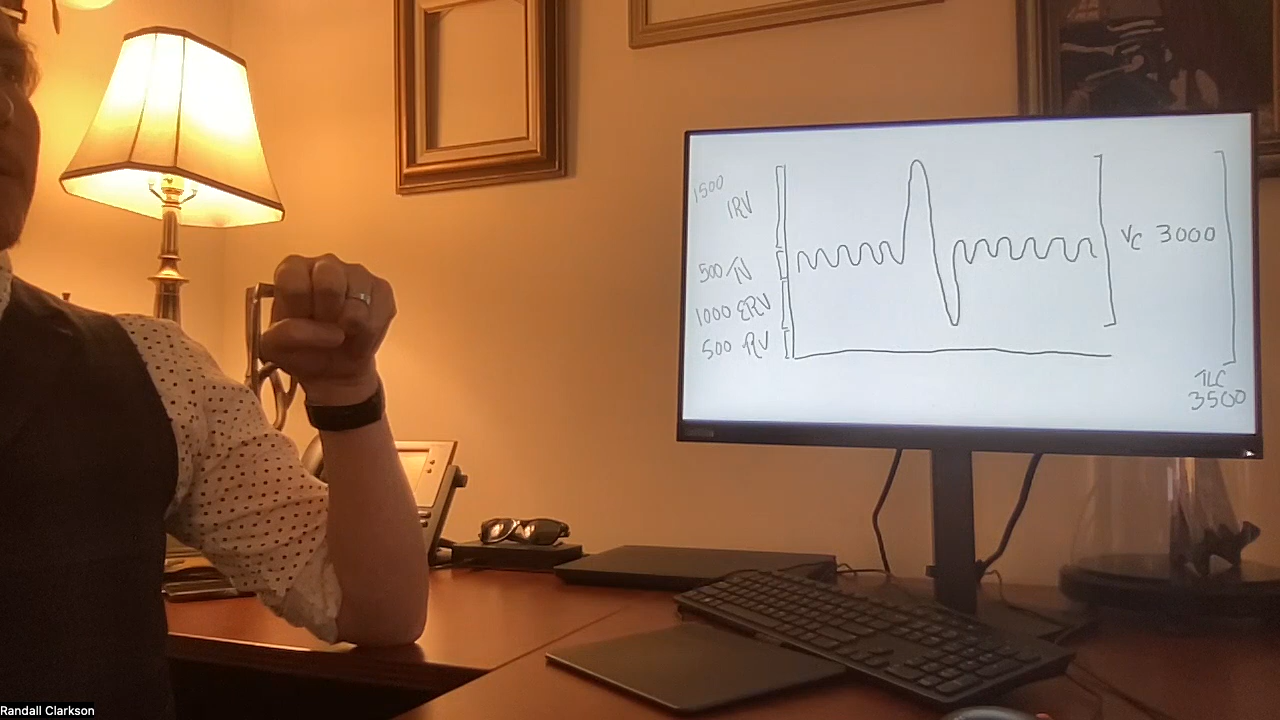 1500
IRV
500 TV
1000 ERV
500 RV
VC 3000
TLC
3500
Randall Clarkson